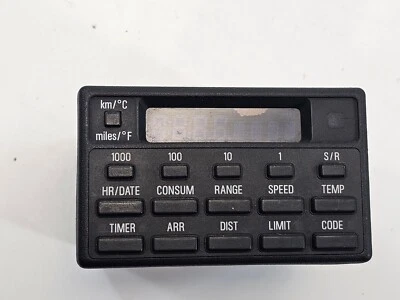 km/°C
miles/°F
1000 100 10 1 S/R
HR/DATE CONSUM RANGE SPEED TEMP
TIMER ARR DIST LIMIT CODE